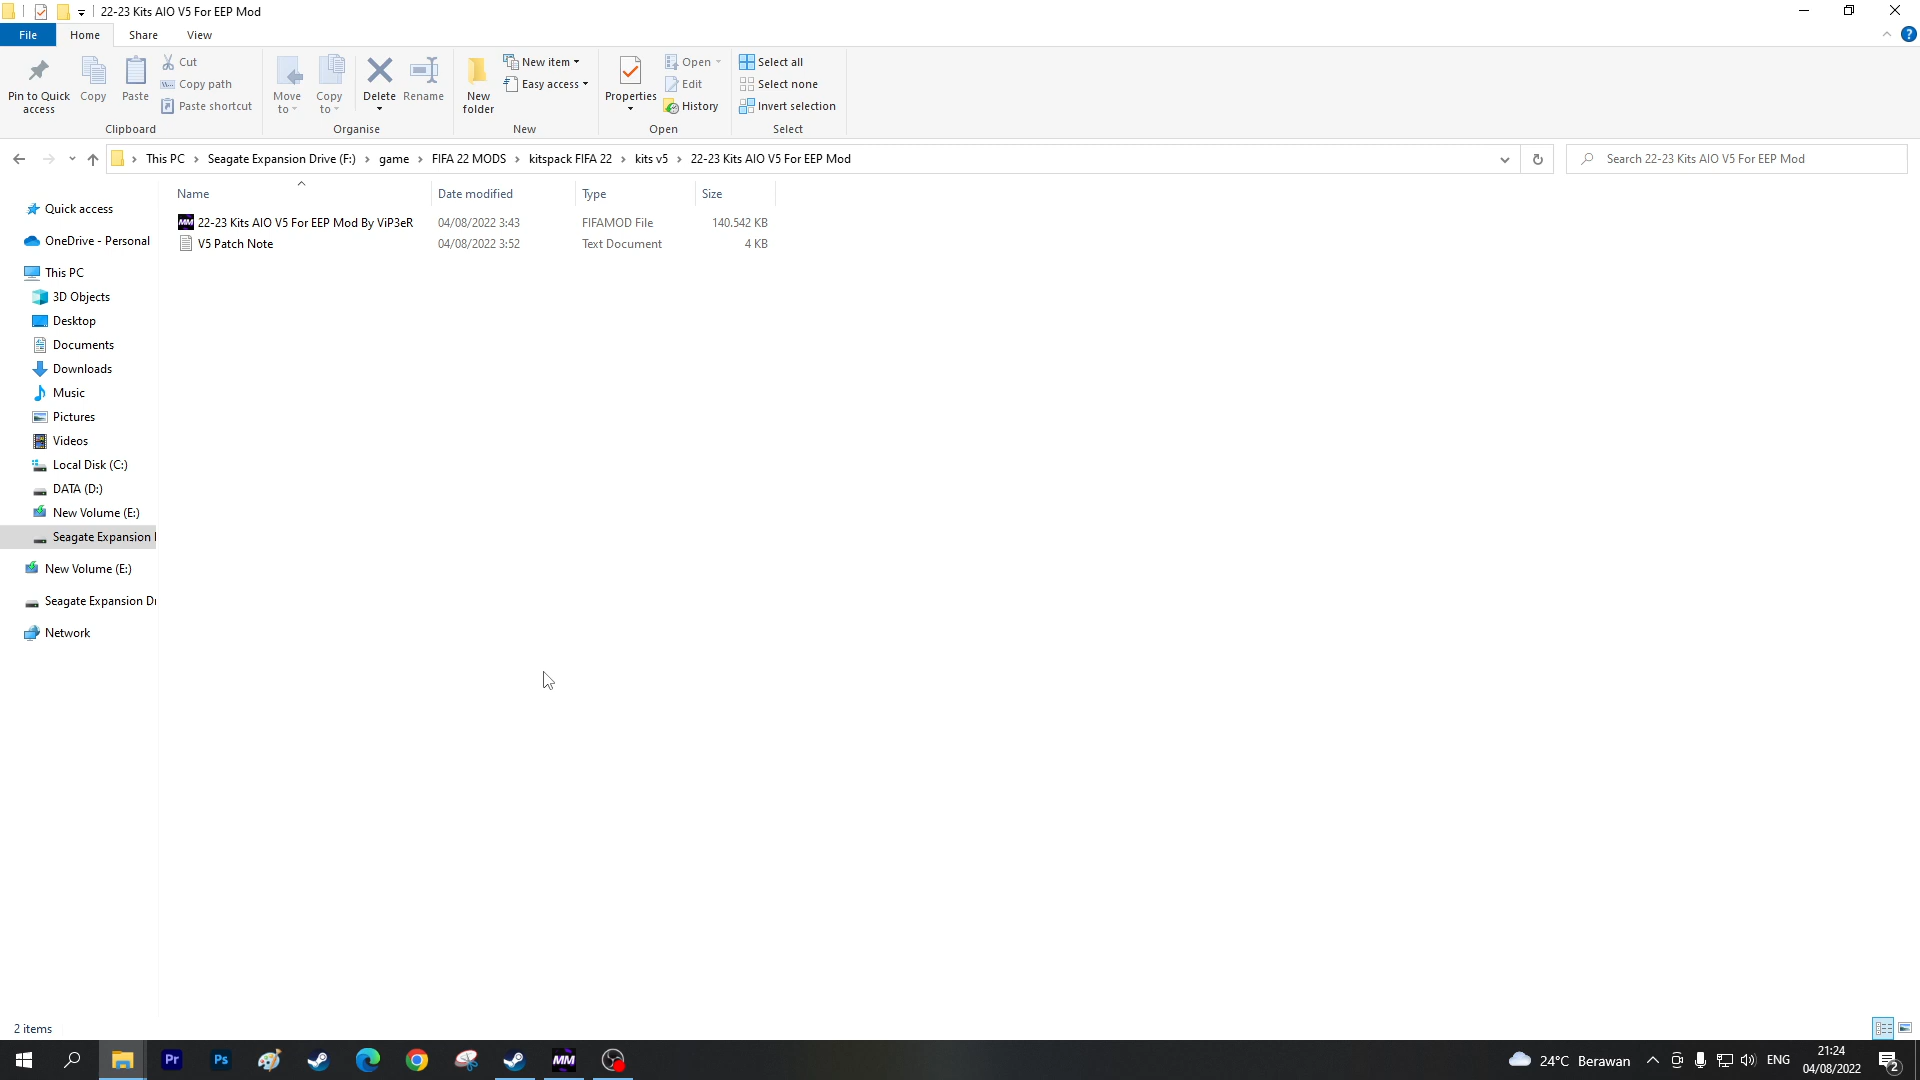 22-23 Kits AIO V5 For EEP Mod
File Home Share View
Pin to Quick access
Copy
Paste
Cut
Copy path
Paste shortcut
Clipboard
Move to
Copy to
Delete
Rename
Organise
New folder
New item
Easy access
New
Properties
Open
Edit
History
Open
Select all
Select none
Invert selection
Select
This PC > Seagate Expansion Drive (F:) > game > FIFA 22 MODS > kitspack FIFA 22 > kits v5 > 22-23 Kits AIO V5 For EEP Mod
Search 22-23 Kits AIO V5 For EEP Mod
Name Date modified Type Size
22-23 Kits AIO V5 For EEP Mod By ViP3eR 04/08/2022 3:43 FIFAMOD File 140.542 KB
V5 Patch Note 04/08/2022 3:52 Text Document 4 KB
Quick access
OneDrive - Personal
This PC
3D Objects
Desktop
Documents
Downloads
Music
Pictures
Videos
Local Disk (C:)
DATA (D:)
New Volume (E:)
Seagate Expansion
New Volume (E:)
Seagate Expansion Dr
Network
2 items
Pr
Ps
MM
24°C Berawan
ENG
21:24
04/08/2022
2